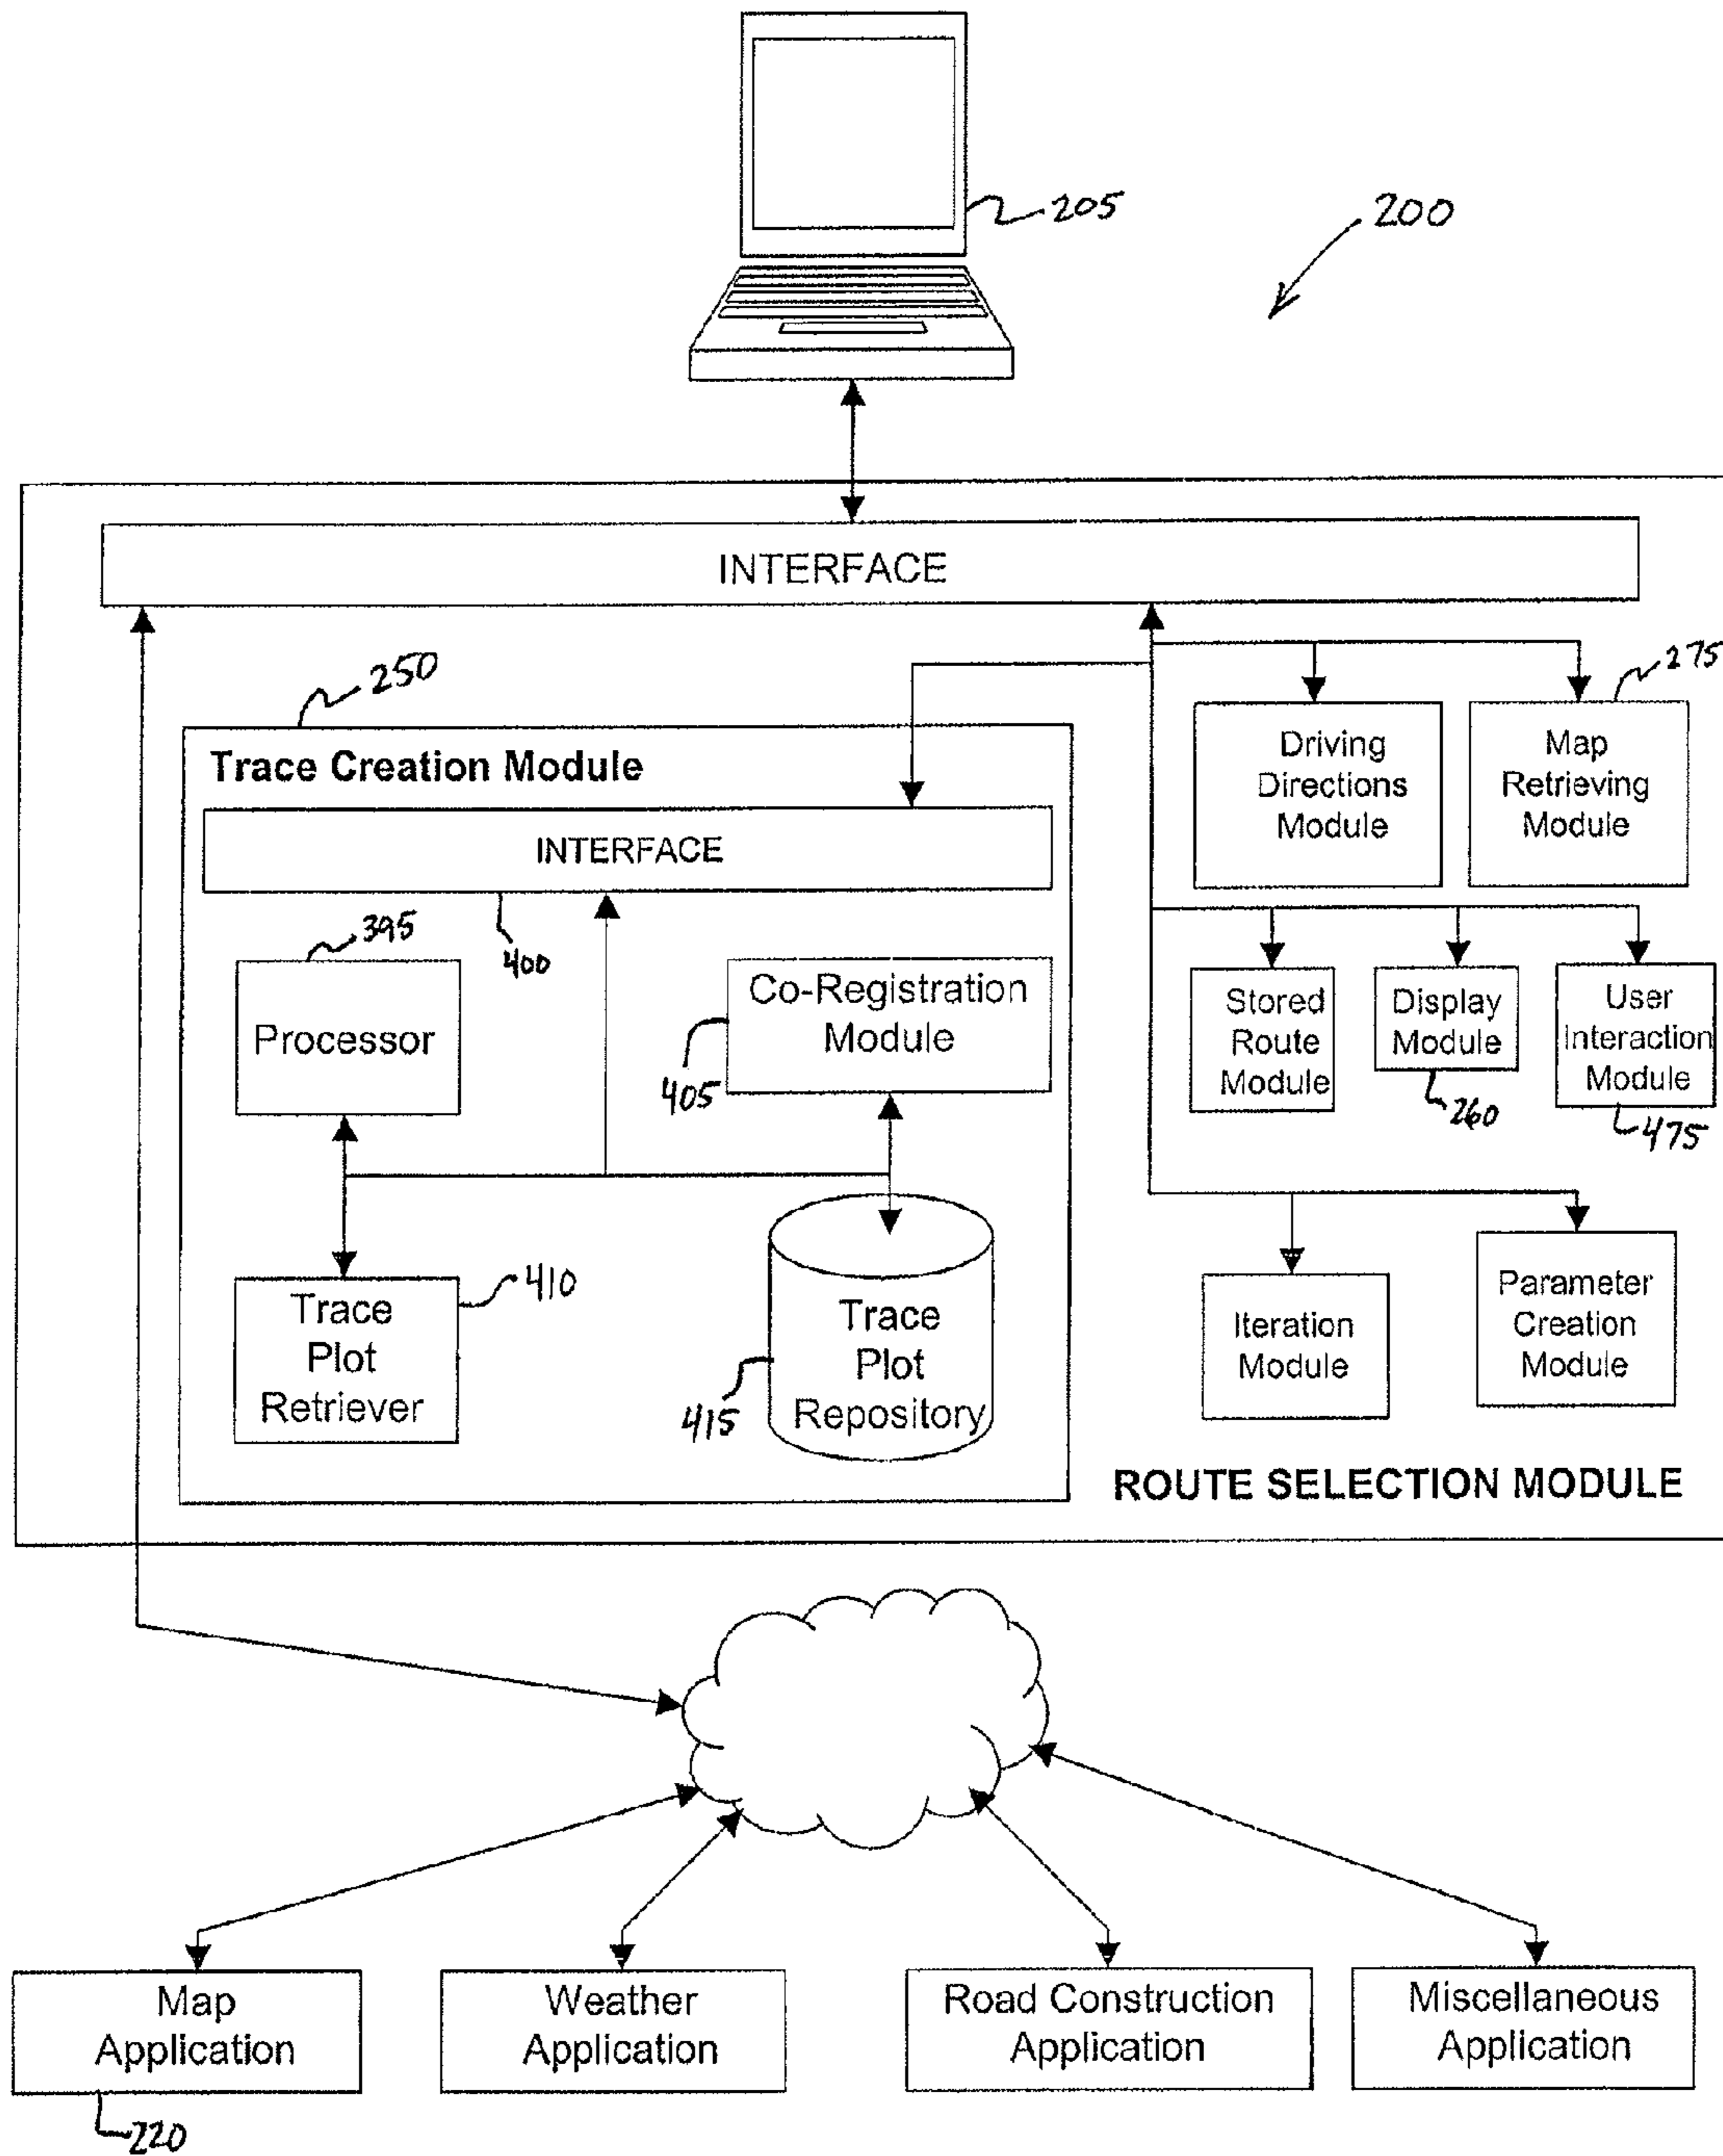 205
200
INTERFACE
250
275
Trace Creation Module
Driving
Directions
Module
Map
Retrieving
Module
INTERFACE
395
400
Processor
Co-Registration
Module
405
Stored
Route
Module
Display
Module
260
User
Interaction
Module
475
Trace
Plot
Retriever
410
Trace
Plot
Repository
415
Iteration
Module
Parameter
Creation
Module
ROUTE SELECTION MODULE
Map
Application
220
Weather
Application
Road Construction
Application
Miscellaneous
Application